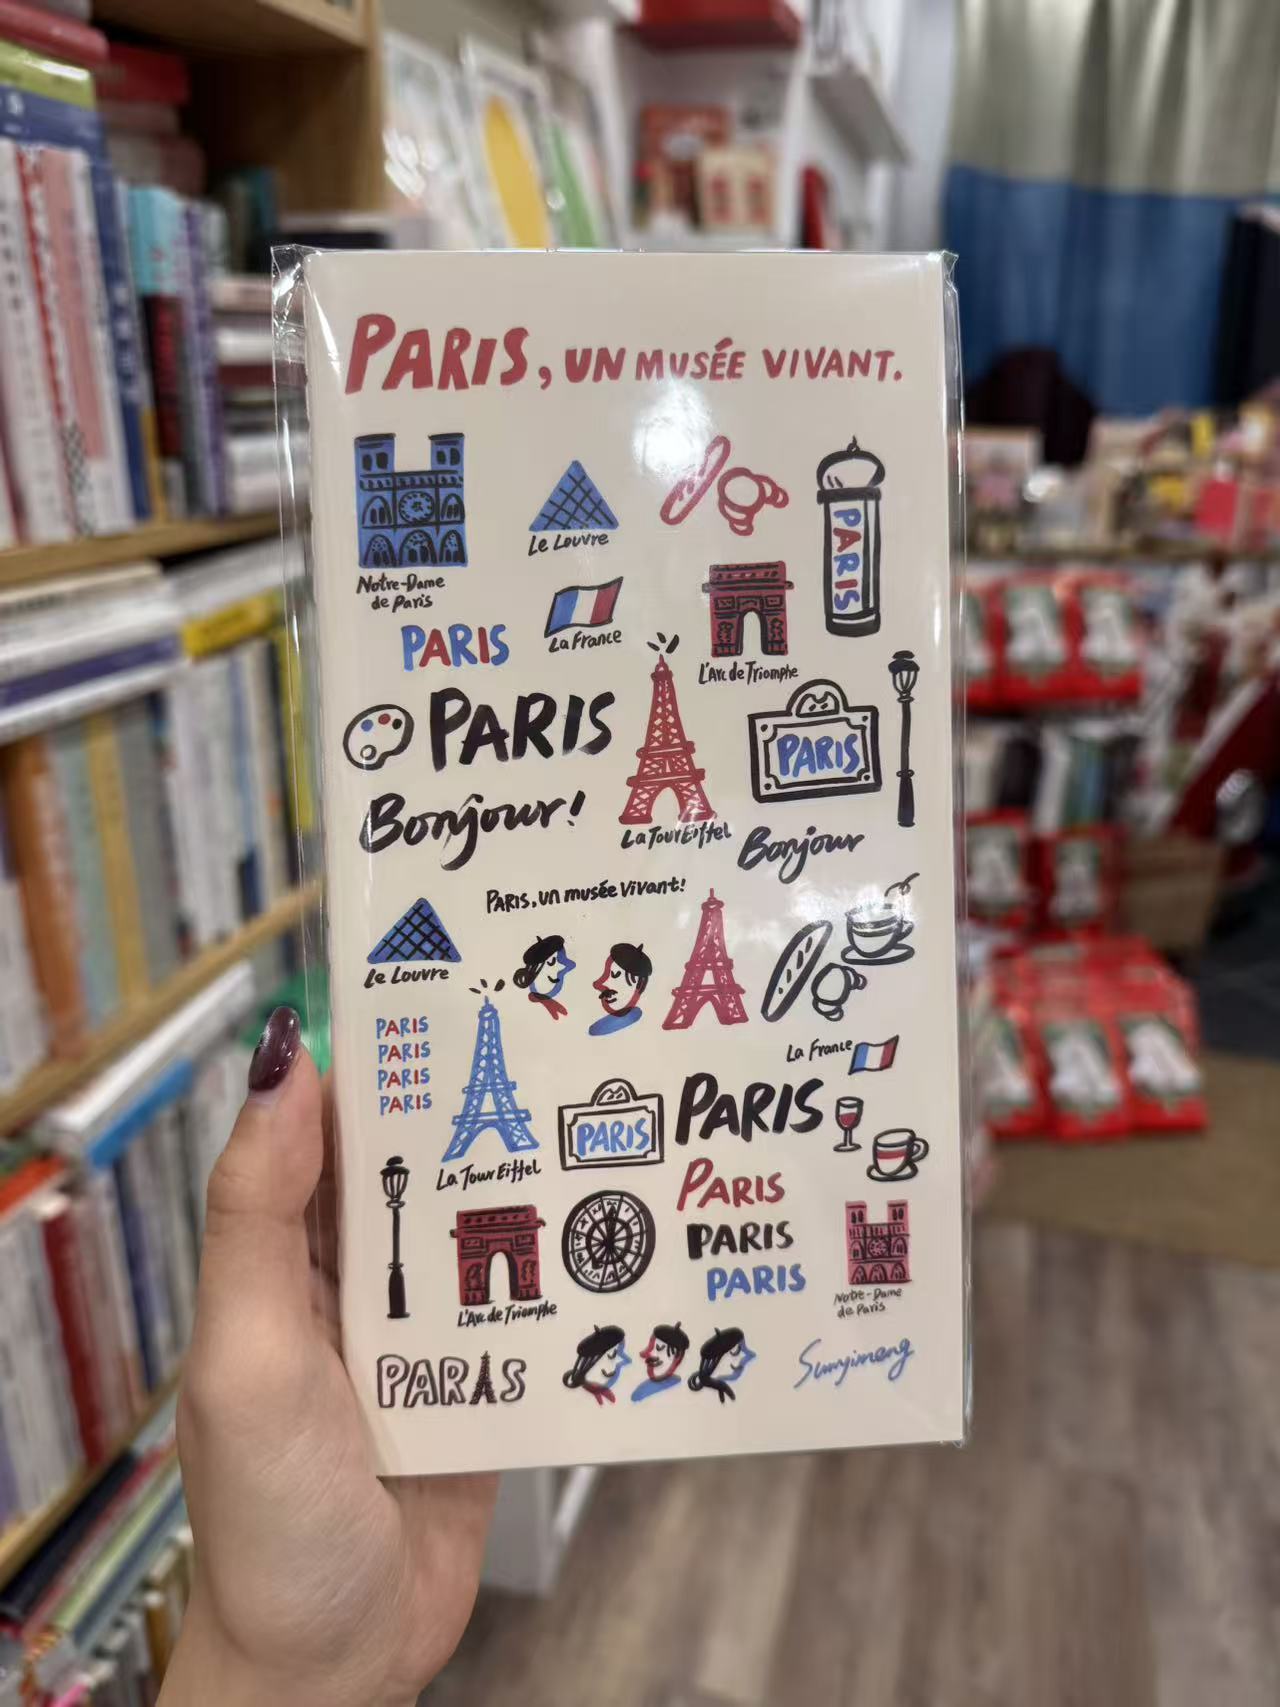 PARIS, UN MUSÉE VIVANT.
Le Louvre
PARIS
Notre-Dame
de Paris
La France
PARIS
L'Arc de Triomphe
PARIS
PARIS
Bonjour!
La Tour Eiffel
Bonjour
PARIS, un musée vivant!
Le Louvre
PARIS
PARIS
PARIS
PARIS
La France
PARIS
PARIS
La Tour Eiffel
PARIS
PARIS
PARIS
L'Arc de Triomphe
Notre-Dame
de Paris
PARIS
Sunyimeng